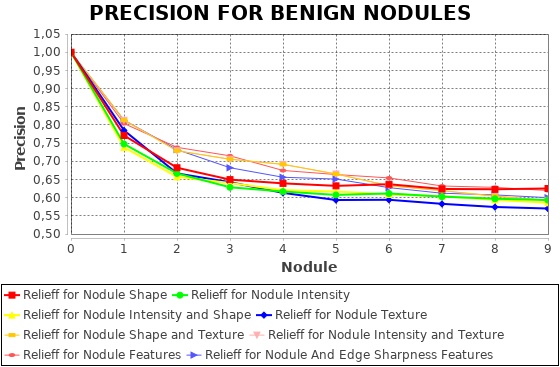 PRECISION FOR BENIGN NODULES
1,05
1,00
0,95
0,90
0,85
0,80
0,75
0,70
0,65
0,60
0,55
0,50
Precision
0 1 2 3 4 5 6 7 8 9
Nodule
Relieff for Nodule Shape Relieff for Nodule Intensity
Relieff for Nodule Intensity and Shape Relieff for Nodule Texture
Relieff for Nodule Shape and Texture Relieff for Nodule Intensity and Texture
Relieff for Nodule Features Relieff for Nodule And Edge Sharpness Features